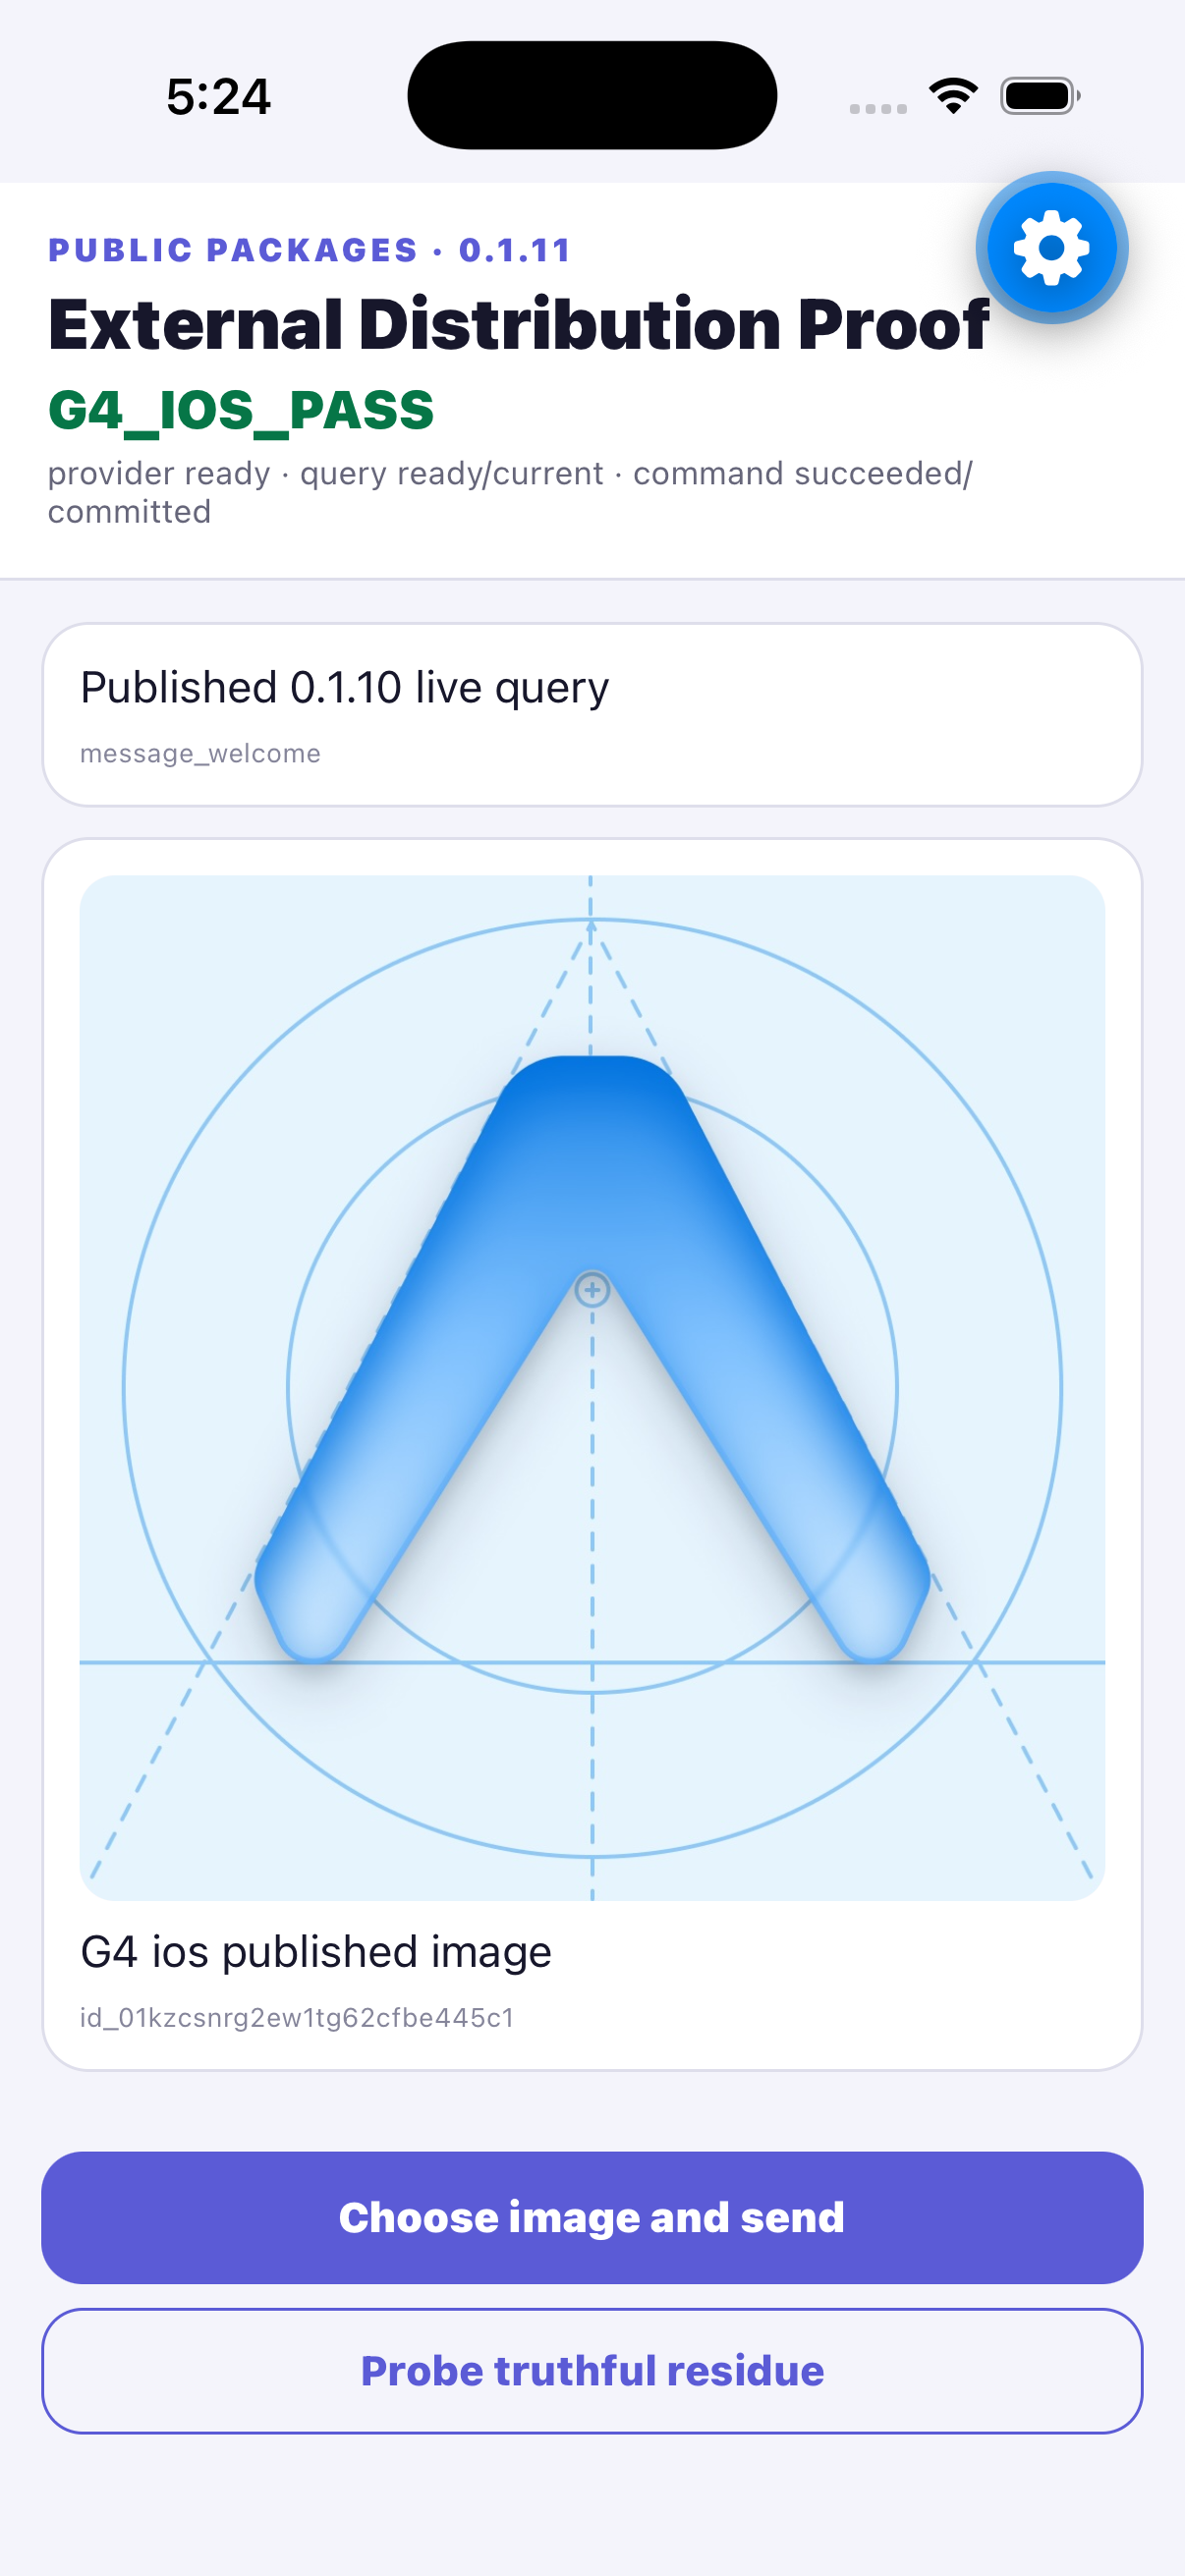 5:24
PUBLIC PACKAGES · 0.1.11
External Distribution Proof
G4_IOS_PASS
provider ready · query ready/current · command succeeded/
committed
Published 0.1.10 live query
message_welcome
G4 ios published image
id_01kzcsnrg2ew1tg62cfbe445c1
Choose image and send
Probe truthful residue